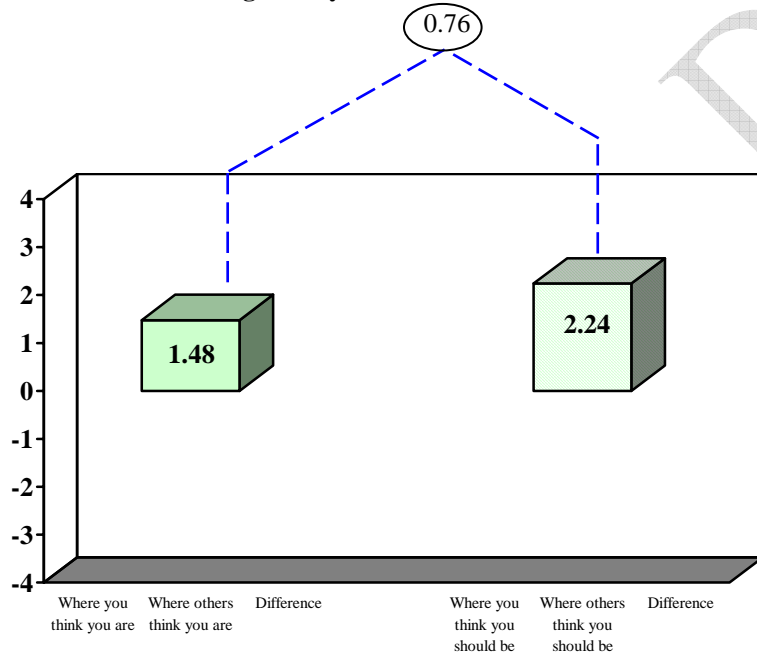 0.76
4
3
2
1
0
-1
-2
-3
-4
1.48
2.24
Where you
think you are
Where others
think you are
Difference
Where you
think you
should be
Where others
think you
should be
Difference